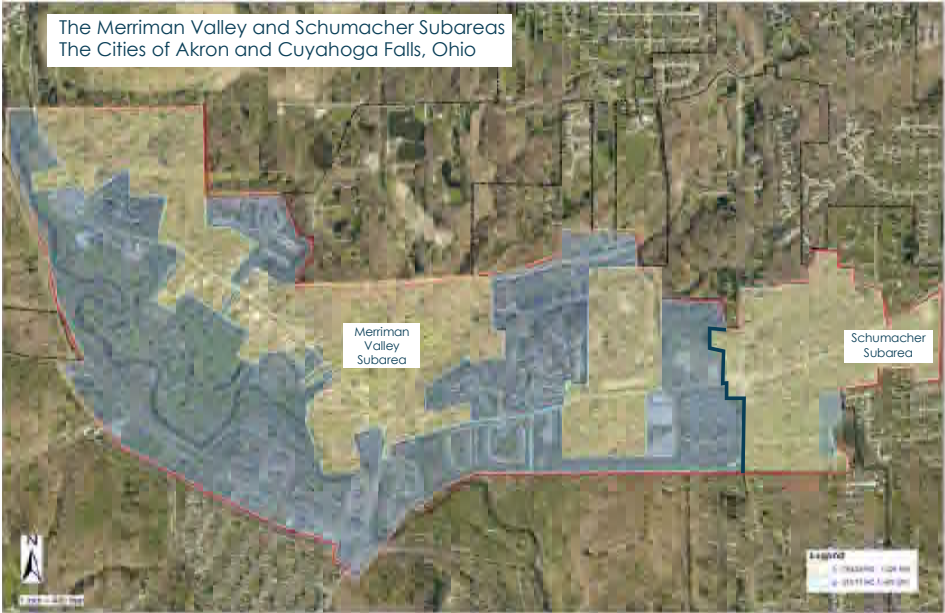 The Merriman Valley and Schumacher Subareas
The Cities of Akron and Cuyahoga Falls, Ohio
Merriman
Valley
Subarea
Schumacher
Subarea
N
Legend